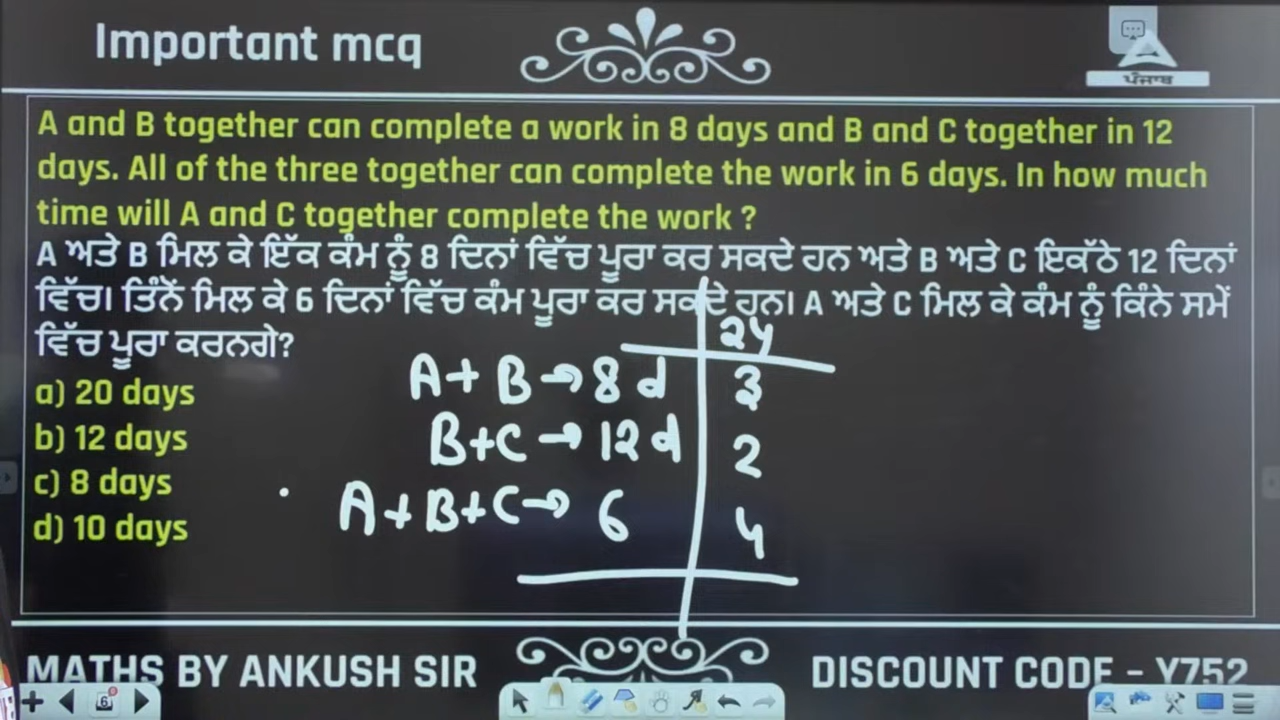 Important mcq
ਪੰਜਾਬ
A and B together can complete a work in 8 days and B and C together in 12
days. All of the three together can complete the work in 6 days. In how much
time will A and C together complete the work ?
A ਅਤੇ B ਮਿਲ ਕੇ ਇੱਕ ਕੰਮ ਨੂੰ 8 ਦਿਨਾਂ ਵਿੱਚ ਪੂਰਾ ਕਰ ਸਕਦੇ ਹਨ ਅਤੇ B ਅਤੇ C ਇਕੱਠੇ 12 ਦਿਨਾਂ
ਵਿੱਚ। ਤਿੰਨੋਂ ਮਿਲ ਕੇ 6 ਦਿਨਾਂ ਵਿੱਚ ਕੰਮ ਪੂਰਾ ਕਰ ਸਕਦੇ ਹਨ। A ਅਤੇ C ਮਿਲ ਕੇ ਕੰਮ ਨੂੰ ਕਿੰਨੇ ਸਮੇਂ
ਵਿੱਚ ਪੂਰਾ ਕਰਨਗੇ?
24
A+B→8 d 3
B+C→12 d 2
A+B+C→6 4
a) 20 days
b) 12 days
c) 8 days
d) 10 days
MATHS BY ANKUSH SIR
DISCOUNT CODE - Y752
6